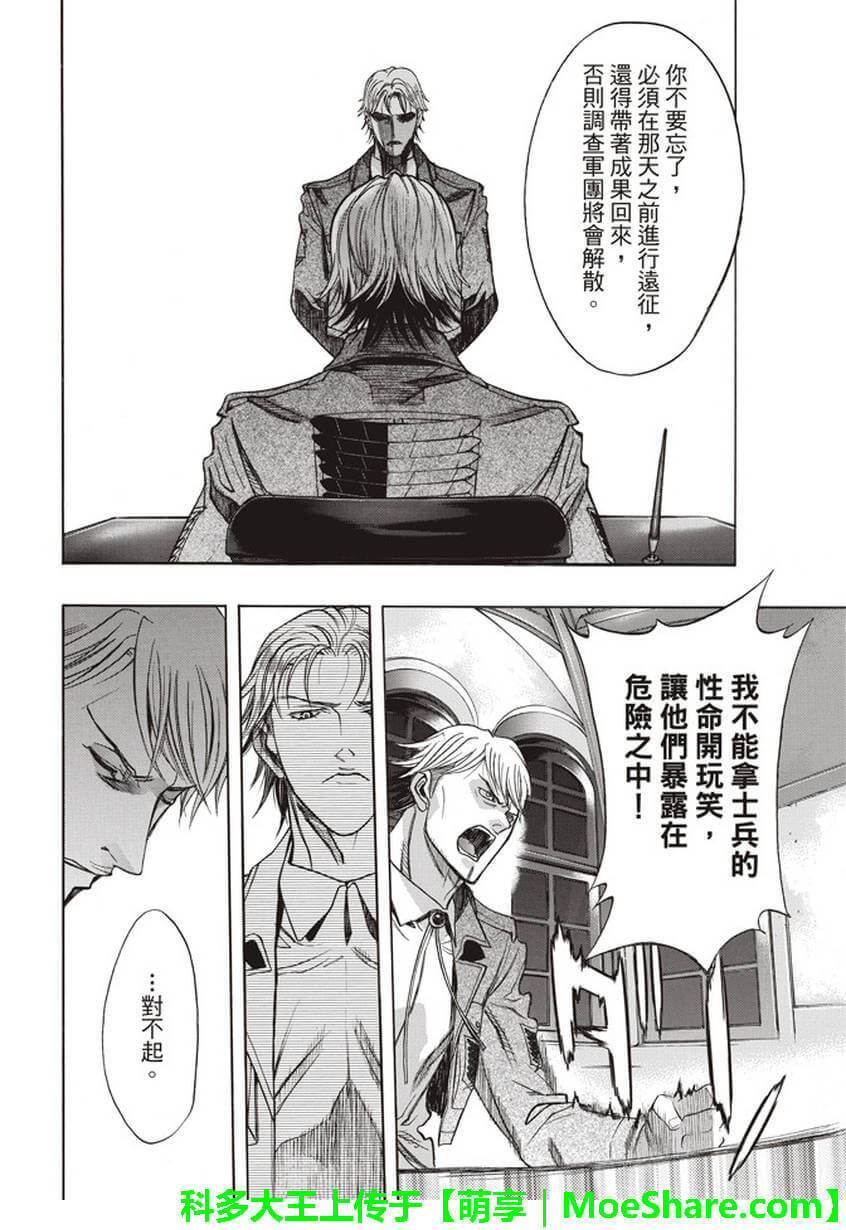 你不要忘了，
必須在那天之前進行遠征，
還得帶著成果回來，
否則調查軍團將會解散。
我不能拿士兵的
性命開玩笑，
讓他們暴露在
危險之中！
…對不起。
科多大王上传于【萌享｜MoeShare.com】